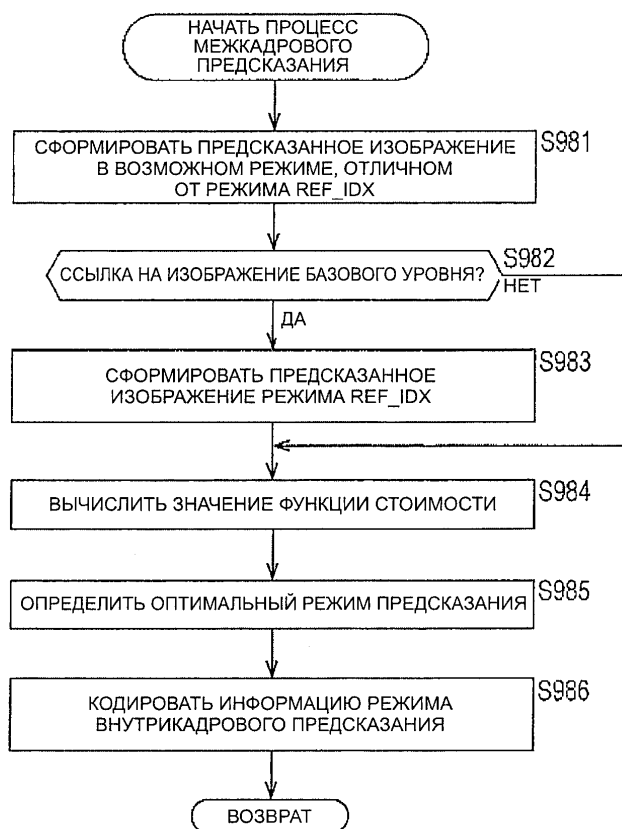 НАЧАТЬ ПРОЦЕСС
МЕЖКАДРОВОГО
ПРЕДСКАЗАНИЯ
S981
СФОРМИРОВАТЬ ПРЕДСКАЗАННОЕ ИЗОБРАЖЕНИЕ
В ВОЗМОЖНОМ РЕЖИМЕ, ОТЛИЧНОМ
ОТ РЕЖИМА REF_IDX
S982
ССЫЛКА НА ИЗОБРАЖЕНИЕ БАЗОВОГО УРОВНЯ?
НЕТ
ДА
S983
СФОРМИРОВАТЬ ПРЕДСКАЗАННОЕ
ИЗОБРАЖЕНИЕ РЕЖИМА REF_IDX
S984
ВЫЧИСЛИТЬ ЗНАЧЕНИЕ ФУНКЦИИ СТОИМОСТИ
S985
ОПРЕДЕЛИТЬ ОПТИМАЛЬНЫЙ РЕЖИМ ПРЕДСКАЗАНИЯ
S986
КОДИРОВАТЬ ИНФОРМАЦИЮ РЕЖИМА
ВНУТРИКАДРОВОГО ПРЕДСКАЗАНИЯ
ВОЗВРАТ